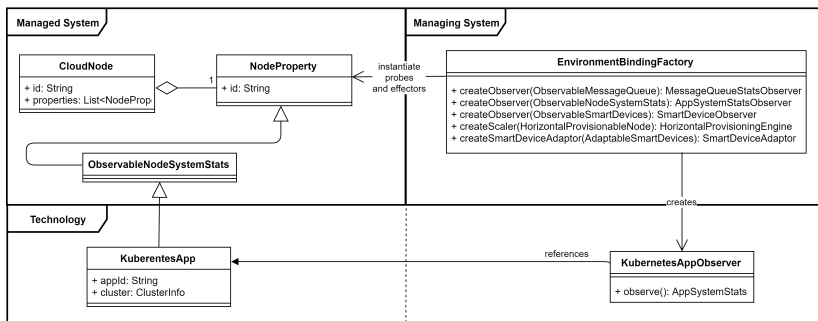 Managed System
Managing System
CloudNode
+ id: String
+ properties: List<NodeProp
1
NodeProperty
+ id: String
instantiate
probes
and effectors
EnvironmentBindingFactory
+ createObserver(ObservableMessageQueue): MessageQueueStatsObserver
+ createObserver(ObservableNodeSystemStats): AppSystemStatsObserver
+ createObserver(ObservableSmartDevices): SmartDeviceObserver
+ createScaler(HorizontalProvisionableNode): HorizontalProvisioningEngine
+ createSmartDeviceAdaptor(AdaptableSmartDevices): SmartDeviceAdaptor
ObservableNodeSystemStats
creates
Technology
KuberentesApp
+ appId: String
+ cluster: ClusterInfo
references
KubernetesAppObserver
+ observe(): AppSystemStats